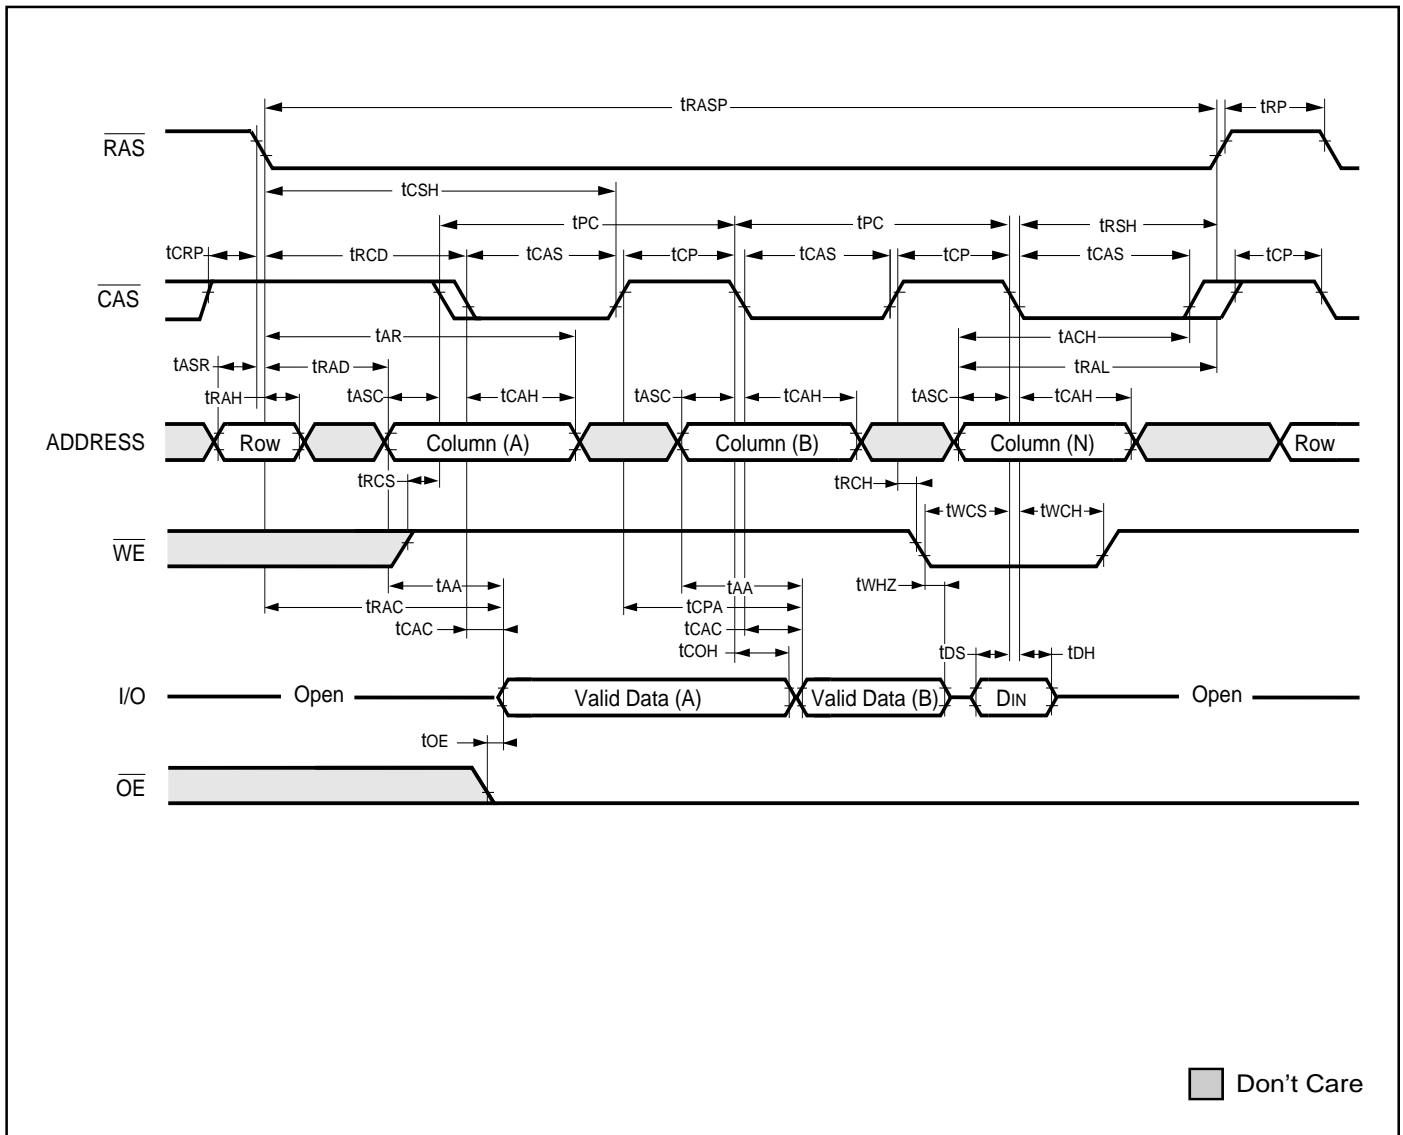 tRASP tRP
RAS
tCSH
tPC tPC tRSH
tCRP tRCD tCAS tCP tCAS tCP tCAS tCP
CAS
tAR tACH
tASR tRAD tRAL
tRAH tASC tCAH tASC tCAH tASC tCAH
ADDRESS Row Column (A) Column (B) Column (N) Row
tRCS tRCH
tWCS tWCH
WE
tAA tAA tWHZ
tRAC tCPA
tCAC tCAC
tCOH tDS tDH
I/O Open Valid Data (A) Valid Data (B) DIN Open
tOE
OE
Don't Care